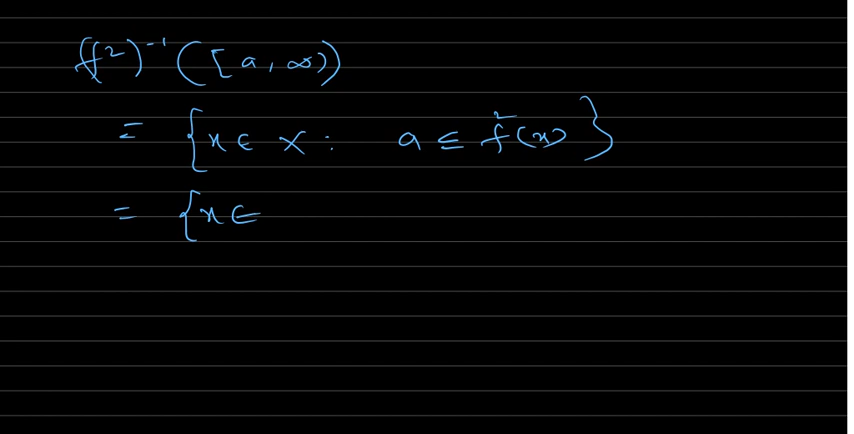 (f²)⁻¹([a, ∞))
= {x ∈ X : a ≤ f²(x)}
= {x ∈